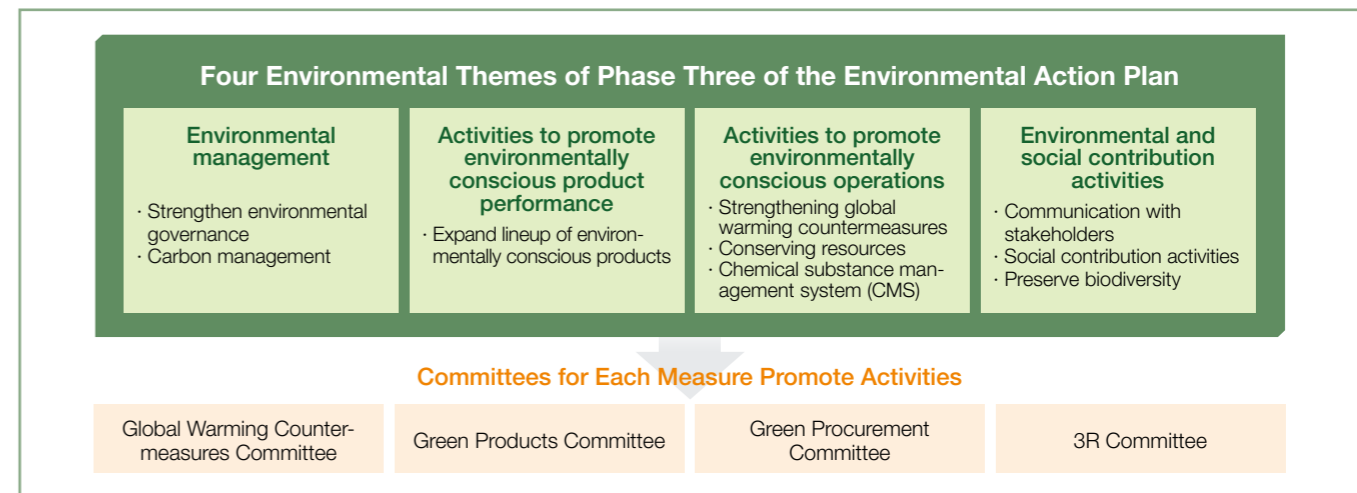 Four Environmental Themes of Phase Three of the Environmental Action Plan
Environmental
management
· Strengthen environmental
governance
· Carbon management
Activities to promote
environmentally
conscious product
performance
· Expand lineup of environ-
mentally conscious products
Activities to promote
environmentally
conscious operations
· Strengthening global
warming countermeasures
· Conserving resources
· Chemical substance man-
agement system (CMS)
Environmental and
social contribution
activities
· Communication with
stakeholders
· Social contribution activities
· Preserve biodiversity
Committees for Each Measure Promote Activities
Global Warming Counter-
measures Committee
Green Products Committee
Green Procurement
Committee
3R Committee